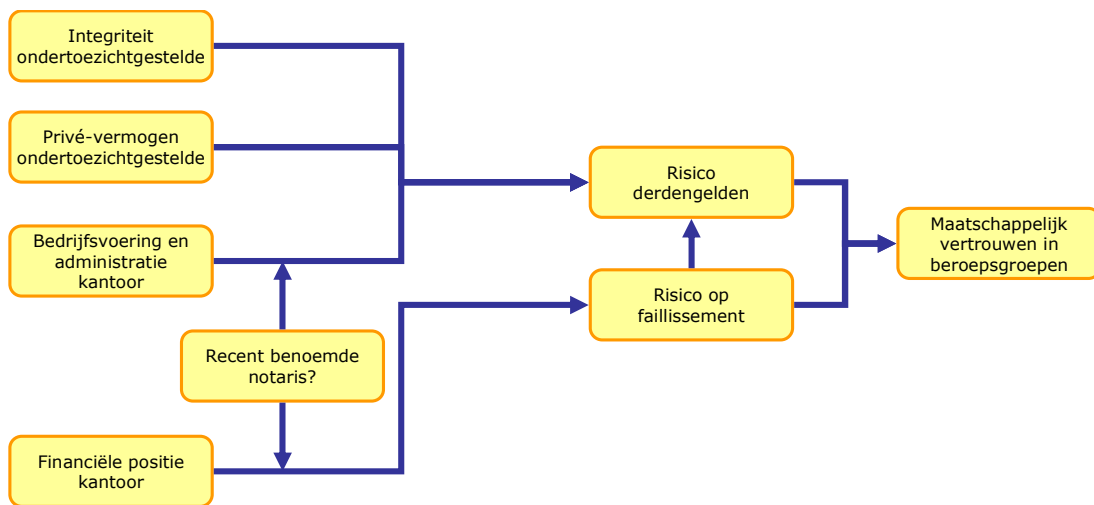 Integriteit
ondertoezichtgestelde
Privé-vermogen
ondertoezichtgestelde
Bedrijfsvoering en
administratie
kantoor
Recent benoemde
notaris?
Financiële positie
kantoor
Risico
derdengelden
Risico op
faillissement
Maatschappelijk
vertrouwen in
beroepsgroepen